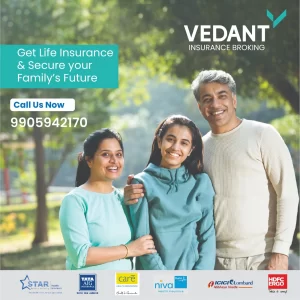 VEDANT
INSURANCE BROKING
Get Life Insurance
& Secure your
Family's Future
Call Us Now
9905942170
STAR
TATA
AIG
care
niva
ICICI Lombard
HDFC
ERGO